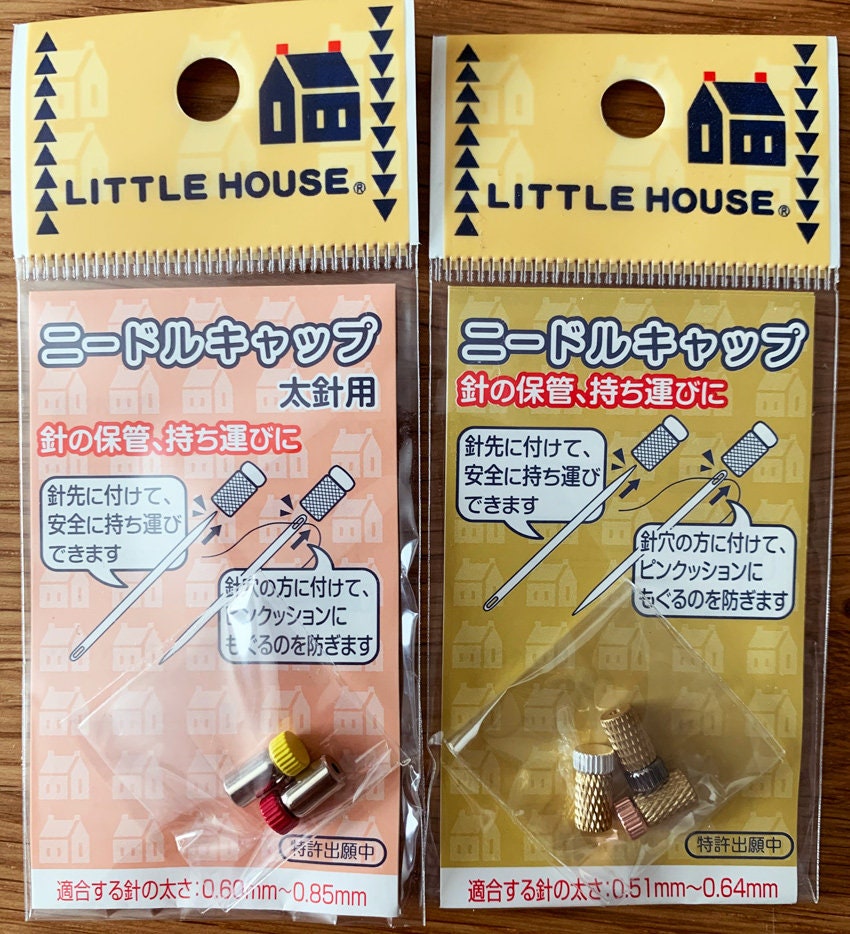 LITTLE HOUSE®
ニードルキャップ
太針用
針の保管、持ち運びに
針先に付けて、
安全に持ち運び
できます
針穴の方に付けて、
ピンクッションに
もぐるのを防ぎます
特許出願中
適合する針の太さ:0.60mm～0.85mm
LITTLE HOUSE®
ニードルキャップ
針の保管、持ち運びに
針先に付けて、
安全に持ち運び
できます
針穴の方に付けて、
ピンクッションに
もぐるのを防ぎます
特許出願中
適合する針の太さ:0.51mm～0.64mm